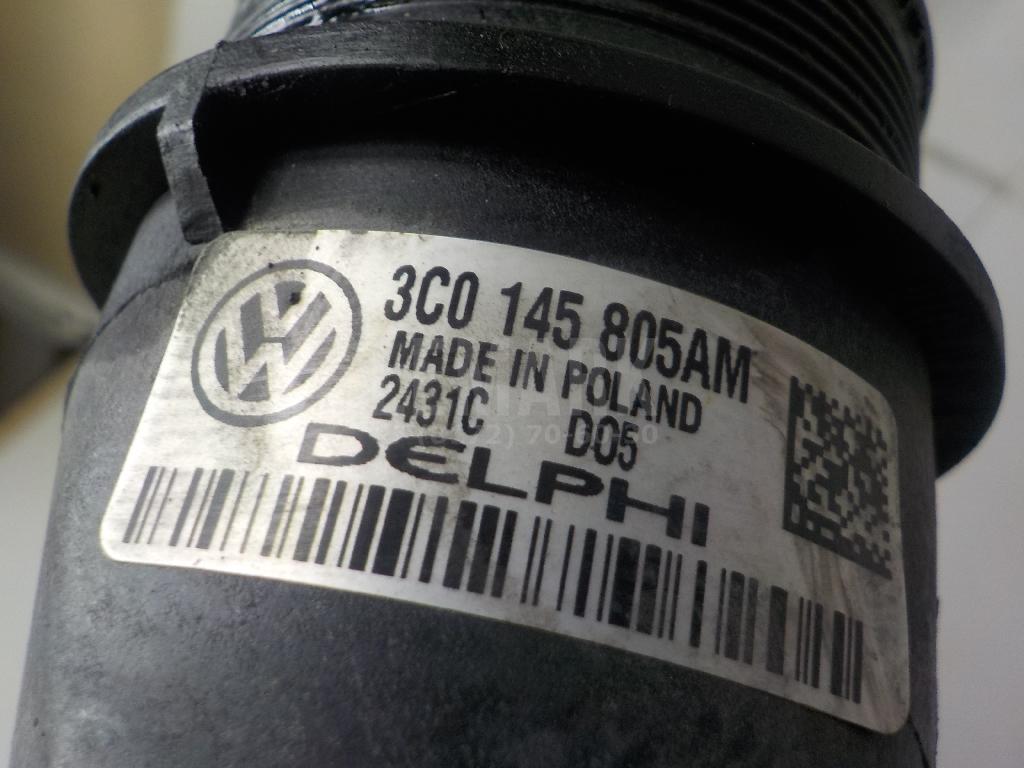 3C0 145 805AM
MADE IN POLAND
2431C D05
DELPHI